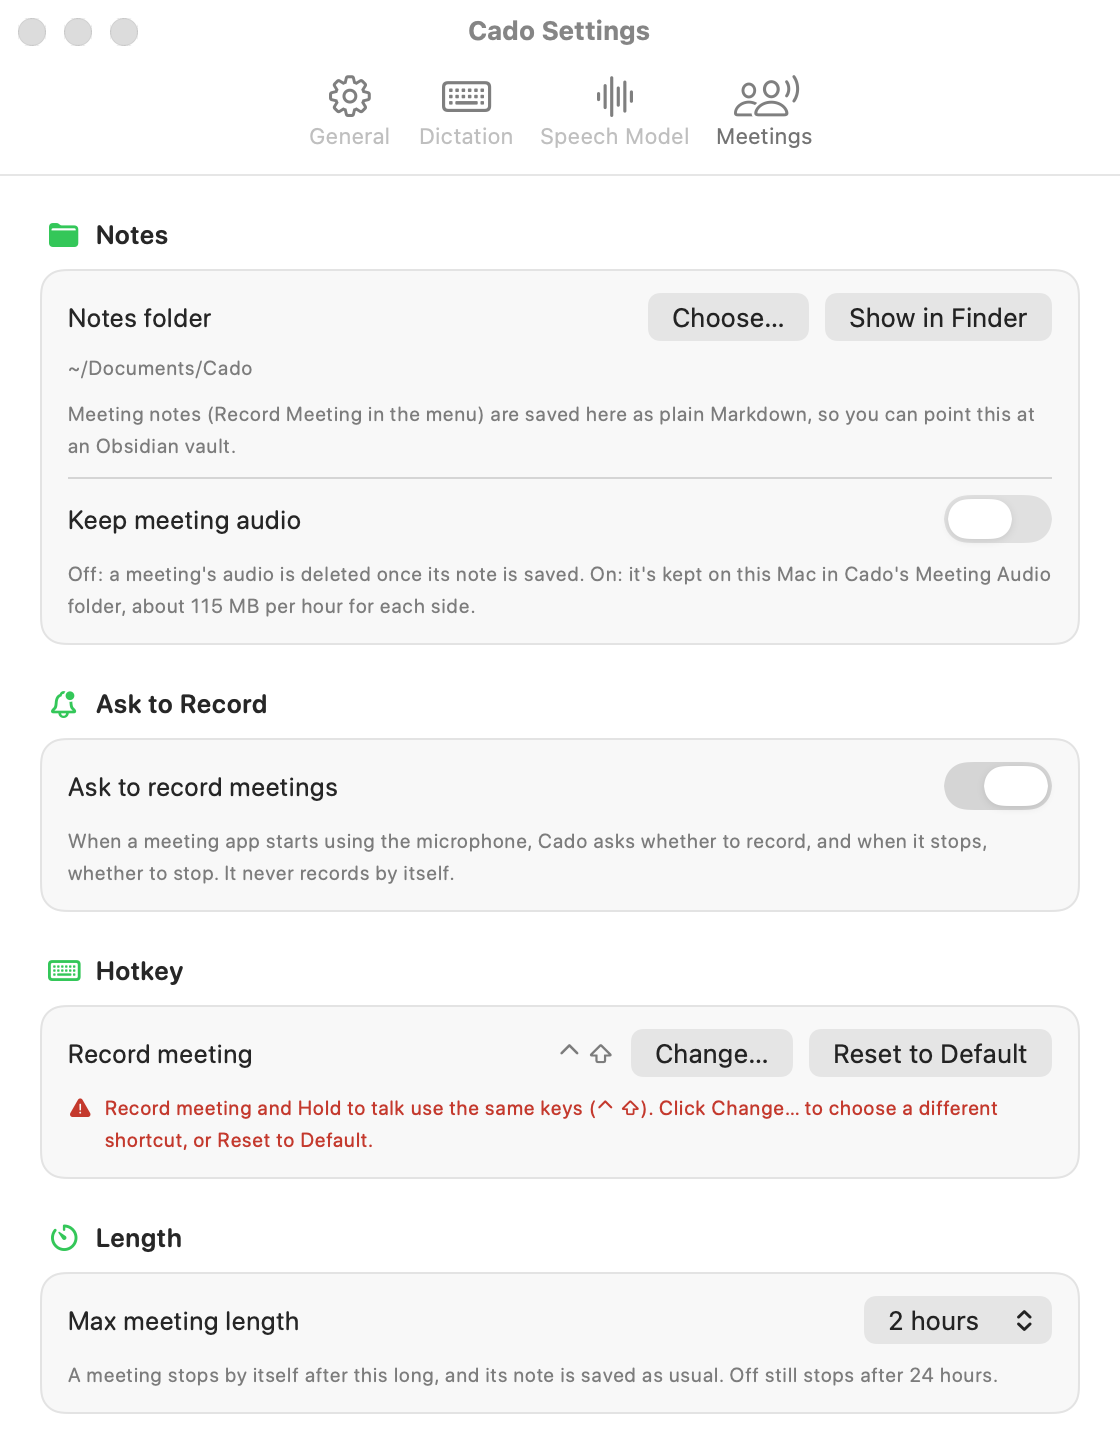 Cado Settings
General
Dictation
Speech Model
Meetings
Notes
Notes folder
Choose...
Show in Finder
~/Documents/Cado
Meeting notes (Record Meeting in the menu) are saved here as plain Markdown, so you can point this at
an Obsidian vault.
Keep meeting audio
Off: a meeting's audio is deleted once its note is saved. On: it's kept on this Mac in Cado's Meeting Audio
folder, about 115 MB per hour for each side.
Ask to Record
Ask to record meetings
When a meeting app starts using the microphone, Cado asks whether to record, and when it stops,
whether to stop. It never records by itself.
Hotkey
Record meeting
⌃ ⇧
Change...
Reset to Default
Record meeting and Hold to talk use the same keys (⌃ ⇧). Click Change... to choose a different
shortcut, or Reset to Default.
Length
Max meeting length
2 hours
A meeting stops by itself after this long, and its note is saved as usual. Off still stops after 24 hours.